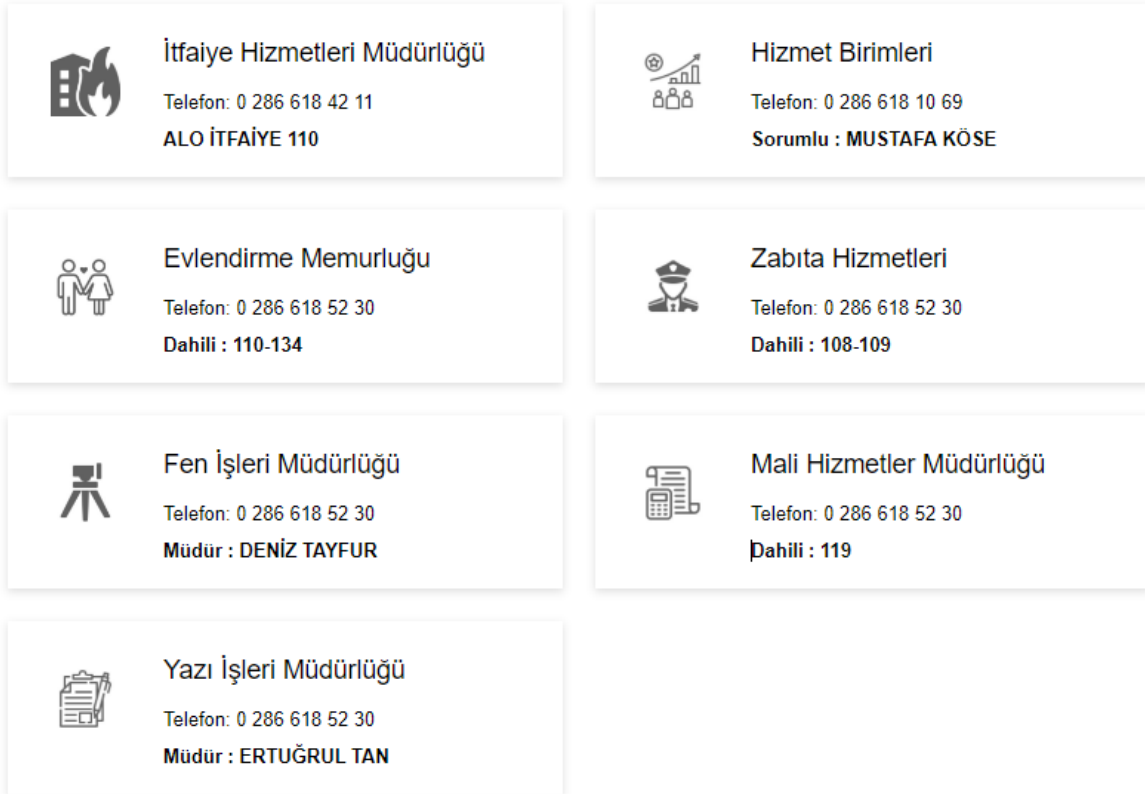 İtfaiye Hizmetleri Müdürlüğü
Telefon: 0 286 618 42 11
ALO İTFAİYE 110
Hizmet Birimleri
Telefon: 0 286 618 10 69
Sorumlu : MUSTAFA KÖSE
Evlendirme Memurluğu
Telefon: 0 286 618 52 30
Dahili : 110-134
Zabıta Hizmetleri
Telefon: 0 286 618 52 30
Dahili : 108-109
Fen İşleri Müdürlüğü
Telefon: 0 286 618 52 30
Müdür : DENİZ TAYFUR
Mali Hizmetler Müdürlüğü
Telefon: 0 286 618 52 30
Dahili : 119
Yazı İşleri Müdürlüğü
Telefon: 0 286 618 52 30
Müdür : ERTUĞRUL TAN